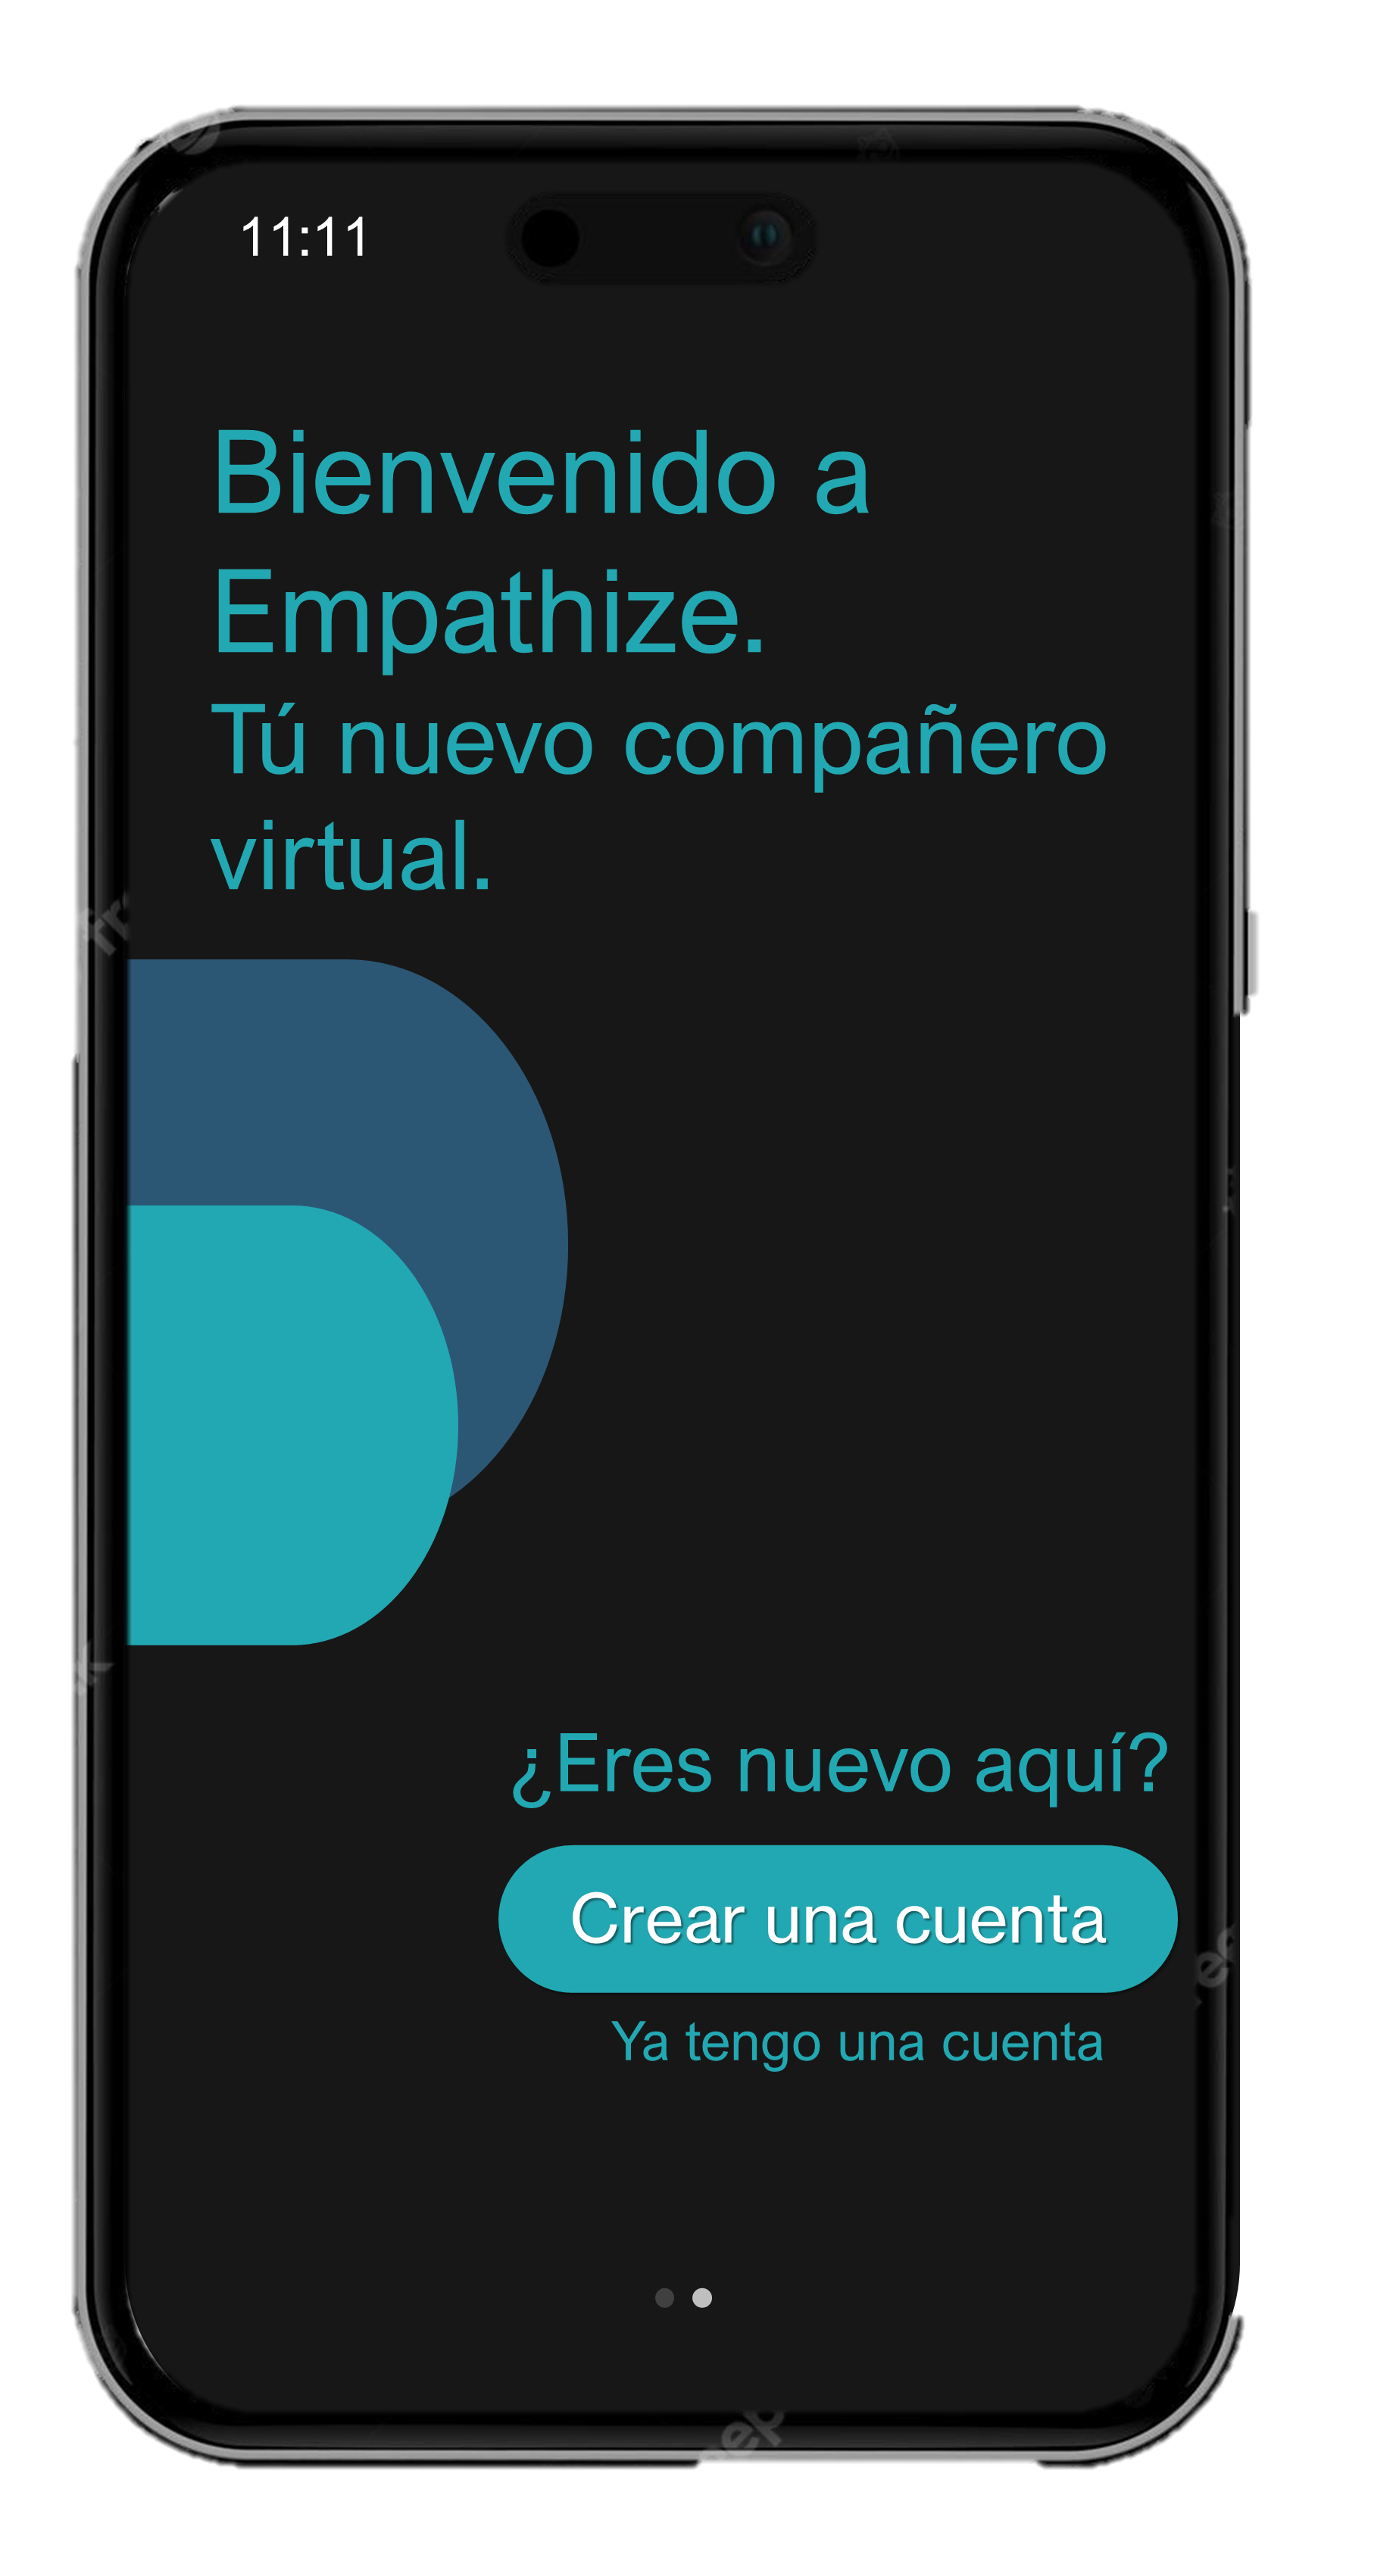 11:11
Bienvenido a
Empathize.
Tú nuevo compañero
virtual.
¿Eres nuevo aquí?
Crear una cuenta
Ya tengo una cuenta